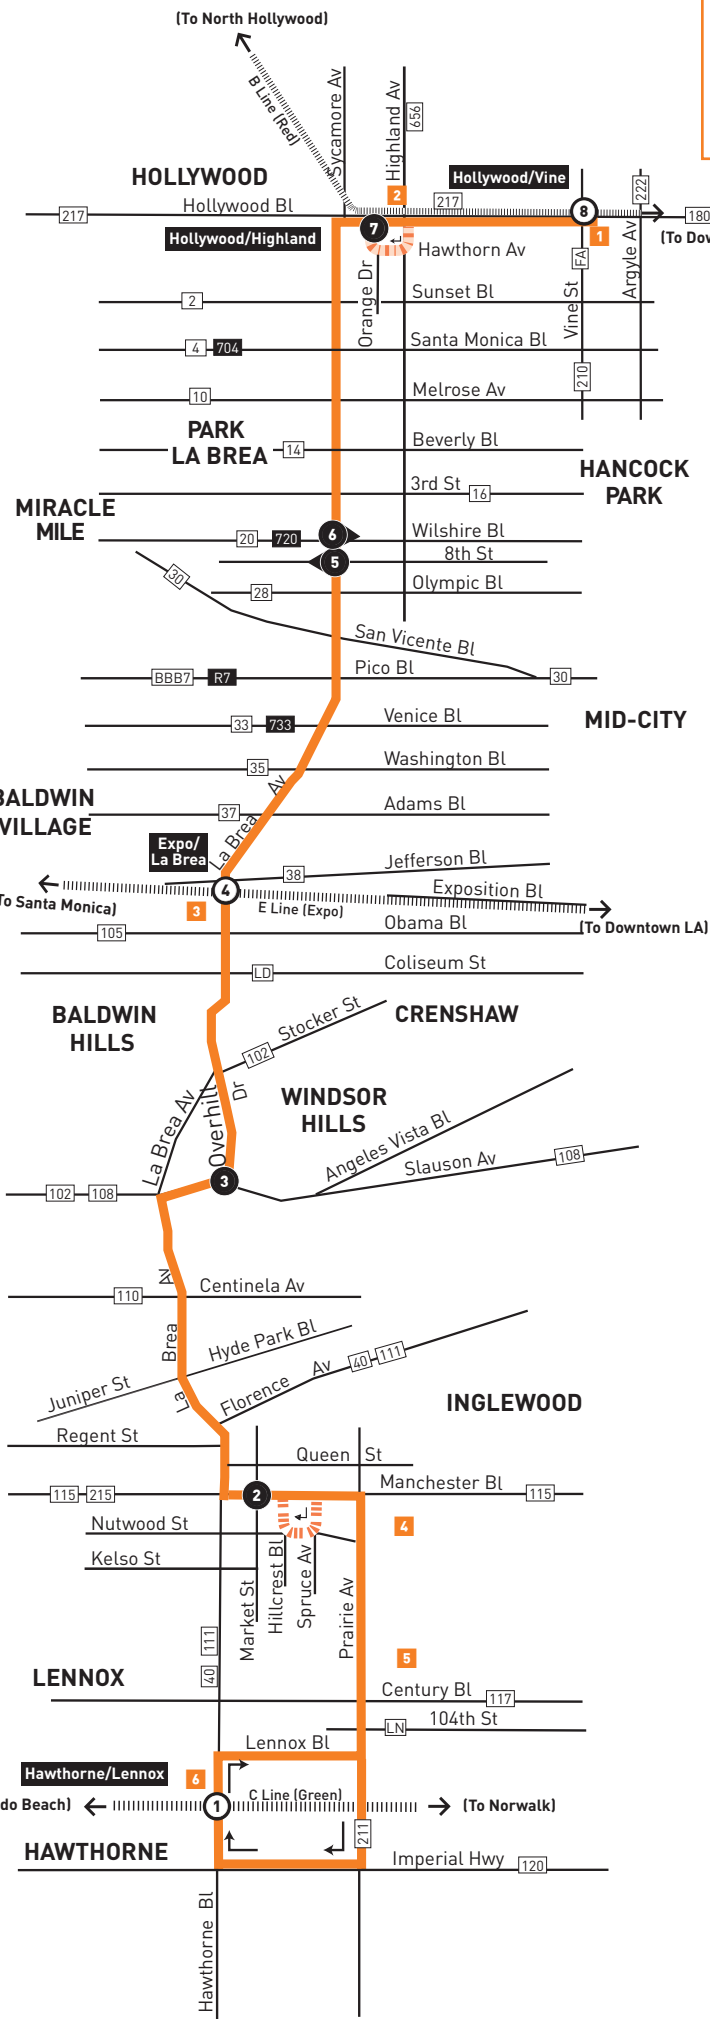 (To North Hollywood)
B Line (Red)
Sycamore Av
Highland Av
656
HOLLYWOOD
Hollywood/Vine
222
2
217
Hollywood Bl
217
8
180
7
Hollywood/Highland
1
(To Dow
Hawthorn Av
Orange Dr
FA
Vine St
Argyle Av
2
Sunset Bl
4
704
Santa Monica Bl
210
10
Melrose Av
PARK
LA BREA
14
Beverly Bl
HANCOCK
PARK
3rd St
16
MIRACLE
MILE
6
20
720
Wilshire Bl
5
8th St
30
28
Olympic Bl
San Vicente Bl
BBB7
R7
Pico Bl
30
33
733
Venice Bl
MID-CITY
35
Washington Bl
BALDWIN
VILLAGE
37
Adams Bl
La Brea Av
Expo/
La Brea
38
Jefferson Bl
4
Exposition Bl
To Santa Monica)
3
E Line (Expo)
(To Downtown LA)
105
Obama Bl
LD
Coliseum St
BALDWIN
HILLS
CRENSHAW
Stocker St
102
La Brea Av
Overhill Dr
WINDSOR
HILLS
Angeles Vista Bl
Slauson Av
108
3
102
108
La Brea Av
110
Centinela Av
Hyde Park Bl
Juniper St
Florence Av
40
111
INGLEWOOD
Regent St
Queen St
115
215
2
Manchester Bl
115
Nutwood St
4
Kelso St
Market St
Hillcrest Bl
Spruce Av
Prairie Av
111
40
5
LENNOX
Century Bl
117
LN
104th St
Lennox Bl
Hawthorne/Lennox
6
C Line (Green)
do Beach)
1
(To Norwalk)
211
HAWTHORNE
Imperial Hwy
120
Hawthorne Bl